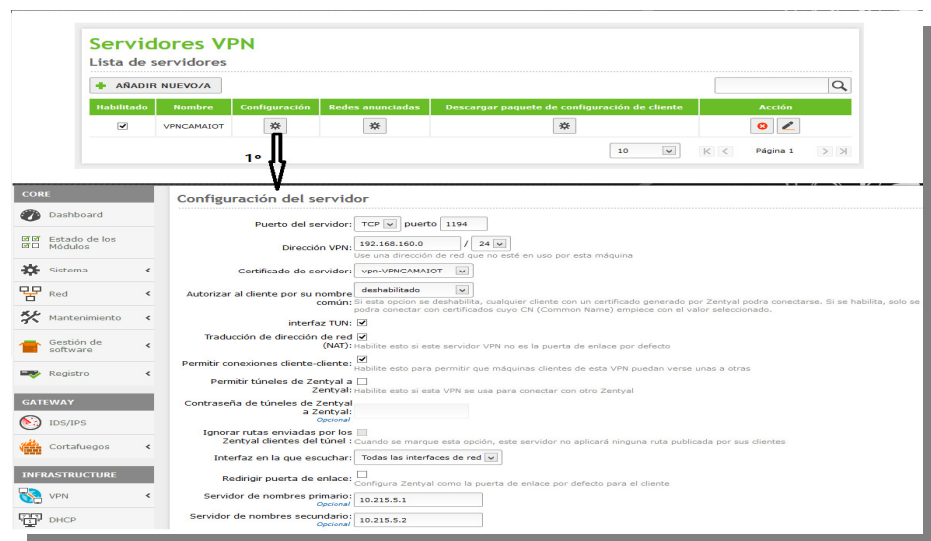 Servidores VPN
Lista de servidores
AÑADIR NUEVO/A
Habilitado Nombre Configuración Redes anunciadas Descargar paquete de configuración de cliente Acción
VPNCAMAIOT
10 Página 1
1º
CORE
Dashboard
Estado de los
Módulos
Sistema
Red
Mantenimiento
Gestión de
software
Registro
GATEWAY
IDS/IPS
Cortafuegos
INFRASTRUCTURE
VPN
DHCP
Configuración del servidor
Puerto del servidor: TCP puerto 1194
Dirección VPN: 192.168.160.0 / 24
Use una dirección de red que no esté en uso por esta máquina
Certificado de servidor: vpn-VPNCAMAIOT
Autorizar al cliente por su nombre común: deshabilitado
Si esta opcion se deshabilita, cualquier cliente con un certificado generado por Zentyal podra conectarse. Si se habilita, solo se
podra conectar con certificados cuyo CN (Common Name) empiece con el valor seleccionado.
interfaz TUN:
Traducción de dirección de red
(NAT): Habilite esto si este servidor VPN no es la puerta de enlace por defecto
Permitir conexiones cliente-cliente:
Habilite esto para permitir que máquinas clientes de esta VPN puedan verse unas a otras
Permitir túneles de Zentyal a
Zentyal: Habilite esto si esta VPN se usa para conectar con otro Zentyal
Contraseña de túneles de Zentyal
a Zentyal:
Opcional
Ignorar rutas enviadas por los
Zentyal clientes del túnel : Cuando se marque esta opción, este servidor no aplicará ninguna ruta publicada por sus clientes
Interfaz en la que escuchar: Todas las interfaces de red
Redirigir puerta de enlace:
Configura Zentyal como la puerta de enlace por defecto para el cliente
Servidor de nombres primario:
Opcional 10.215.5.1
Servidor de nombres secundario:
Opcional 10.215.5.2